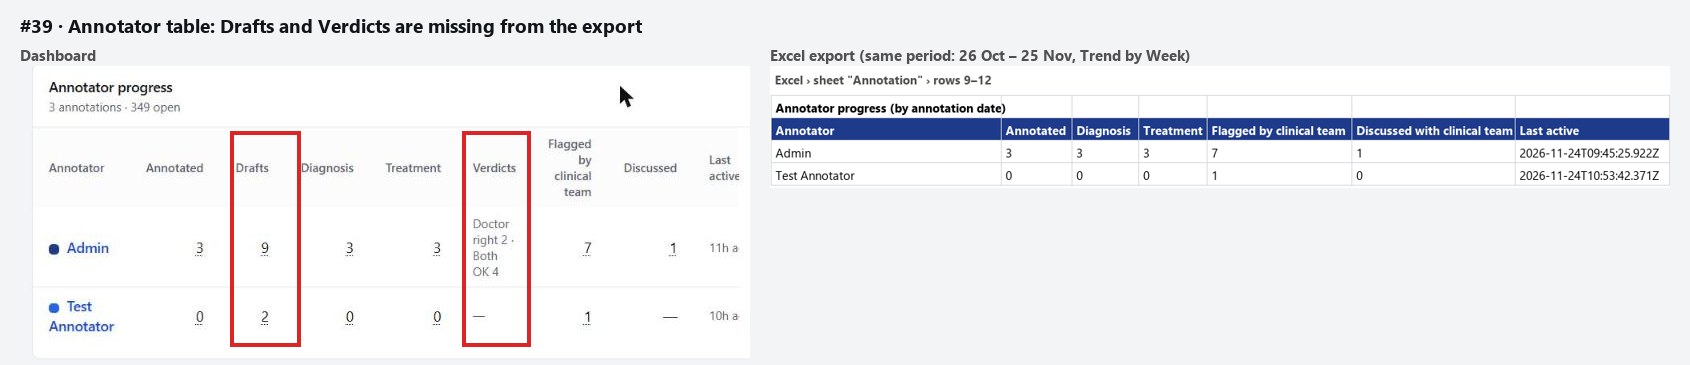 #39 · Annotator table: Drafts and Verdicts are missing from the export
Dashboard
Annotator progress
3 annotations · 349 open
Annotator Annotated Drafts Diagnosis Treatment Verdicts Flagged by clinical team Discussed Last active
Admin 3 9 3 3 Doctor right 2 · Both OK 4 7 1 11h a
Test Annotator 0 2 0 0 — 1 — 10h a
Excel export (same period: 26 Oct – 25 Nov, Trend by Week)
Excel › sheet "Annotation" › rows 9–12
Annotator progress (by annotation date)
Annotator Annotated Diagnosis Treatment Flagged by clinical team Discussed with clinical team Last active
Admin 3 3 3 7 1 2026-11-24T09:45:25.922Z
Test Annotator 0 0 0 1 0 2026-11-24T10:53:42.371Z